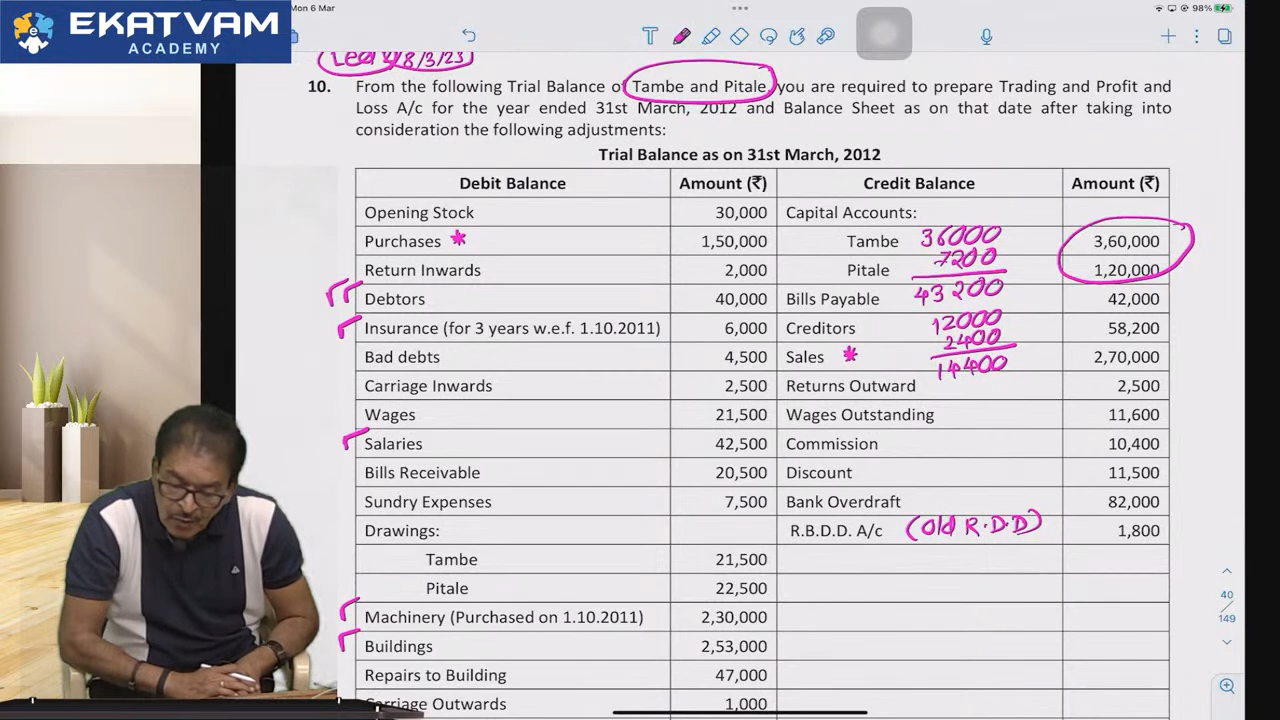 EKATVAM
ACADEMY
Mon 6 Mar
98%
8/3/23
10. From the following Trial Balance of Tambe and Pitale, you are required to prepare Trading and Profit and
Loss A/c for the year ended 31st March, 2012 and Balance Sheet as on that date after taking into
consideration the following adjustments:
Trial Balance as on 31st March, 2012
Debit Balance Amount (₹) Credit Balance Amount (₹)
Opening Stock 30,000 Capital Accounts:
Purchases * 1,50,000 Tambe 36000 3,60,000
Return Inwards 2,000 Pitale 7200 1,20,000
Debtors 40,000 Bills Payable 43200 42,000
Insurance (for 3 years w.e.f. 1.10.2011) 6,000 Creditors 12000 58,200
2400
Bad debts 4,500 Sales * 14400 2,70,000
Carriage Inwards 2,500 Returns Outward 2,500
Wages 21,500 Wages Outstanding 11,600
Salaries 42,500 Commission 10,400
Bills Receivable 20,500 Discount 11,500
Sundry Expenses 7,500 Bank Overdraft 82,000
Drawings: R.B.D.D. A/c (Old R.D.D) 1,800
Tambe 21,500
Pitale 22,500
Machinery (Purchased on 1.10.2011) 2,30,000
Buildings 2,53,000
Repairs to Building 47,000
Carriage Outwards 1,000
40
149